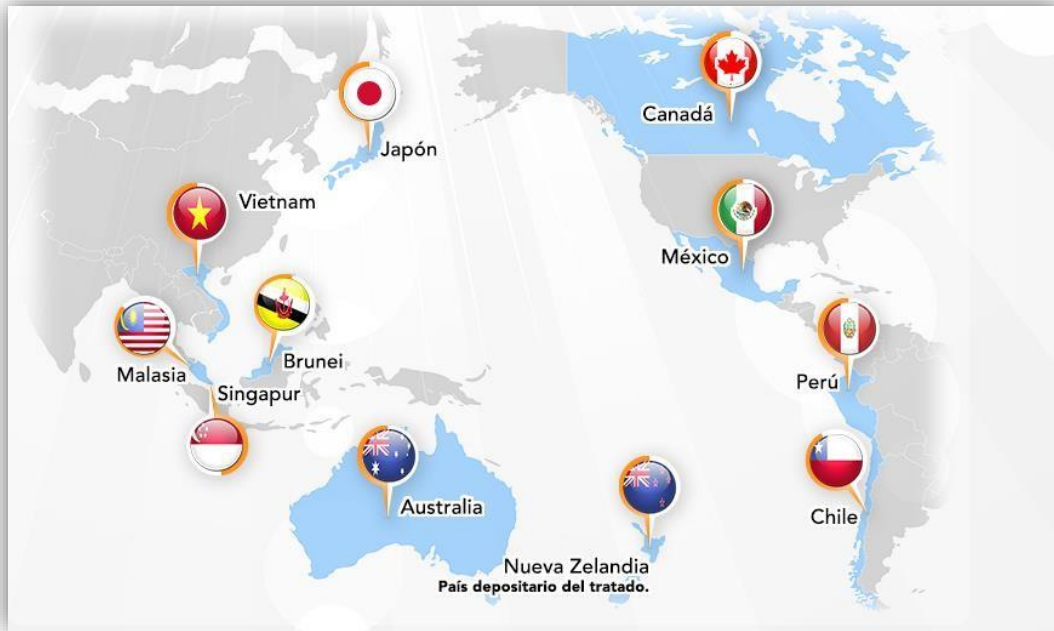 Canadá
Japón
Vietnam
México
Malasia
Brunei
Singapur
Perú
Australia
Chile
Nueva Zelandia
País depositario del tratado.